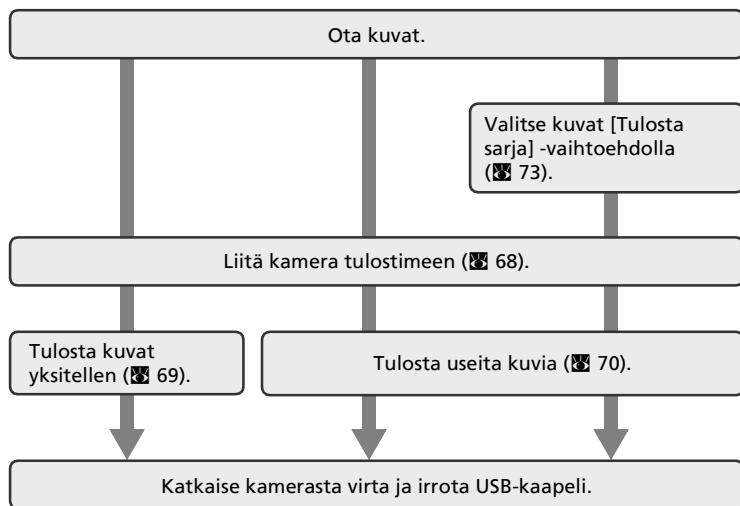 Ota kuvat.
Valitse kuvat [Tulosta
sarja] -vaihtoehdolla
( 73).
Liitä kamera tulostimeen ( 68).
Tulosta kuvat
yksitellen ( 69).
Tulosta useita kuvia ( 70).
Katkaise kamerasta virta ja irrota USB-kaapeli.